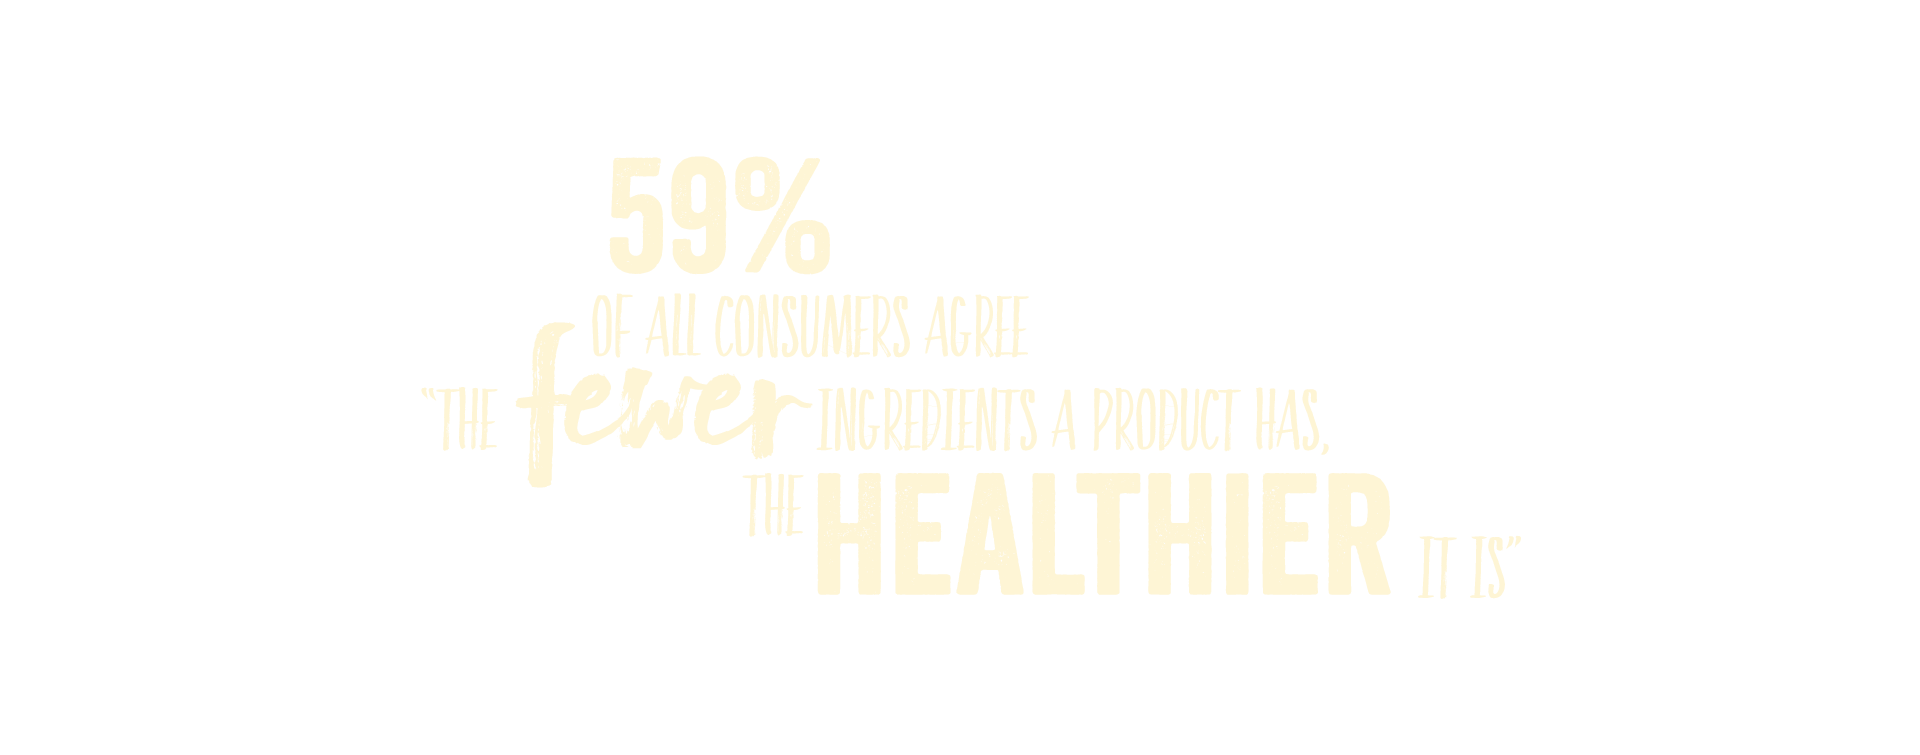 59%
OF ALL CONSUMERS AGREE
“THE fewer INGREDIENTS A PRODUCT HAS,
THE HEALTHIER IT IS”